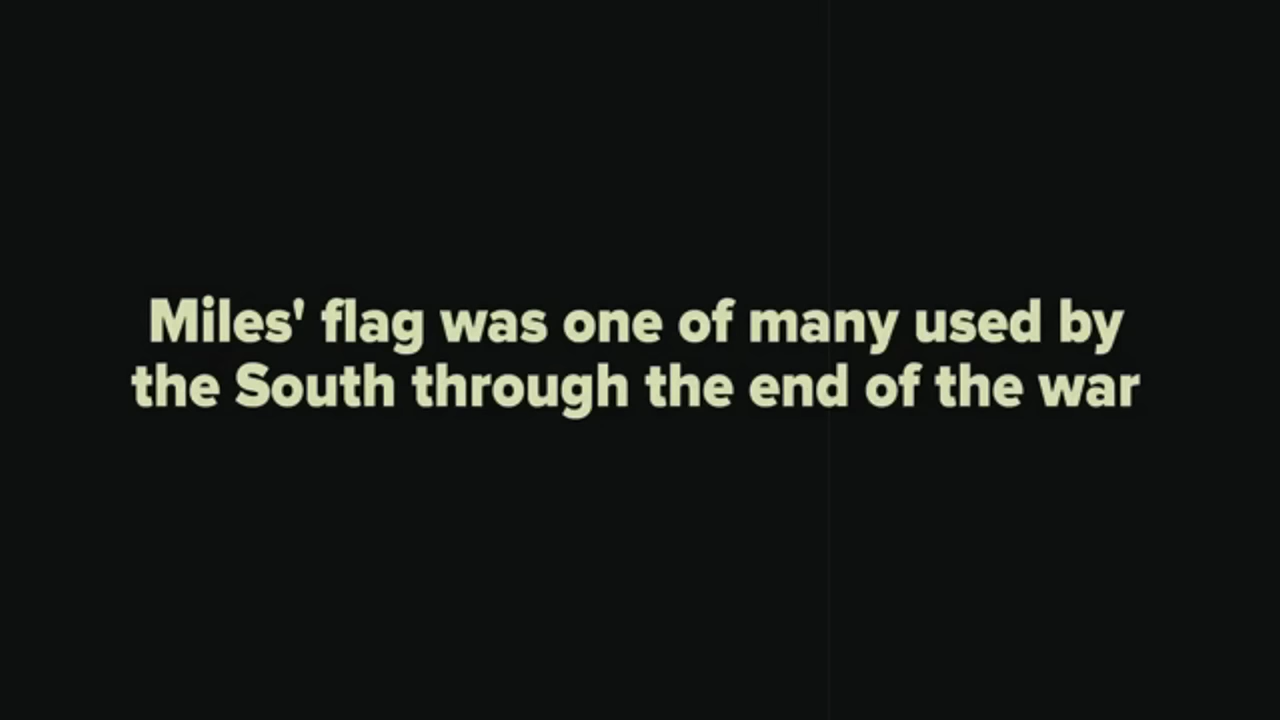 Miles' flag was one of many used by
the South through the end of the war